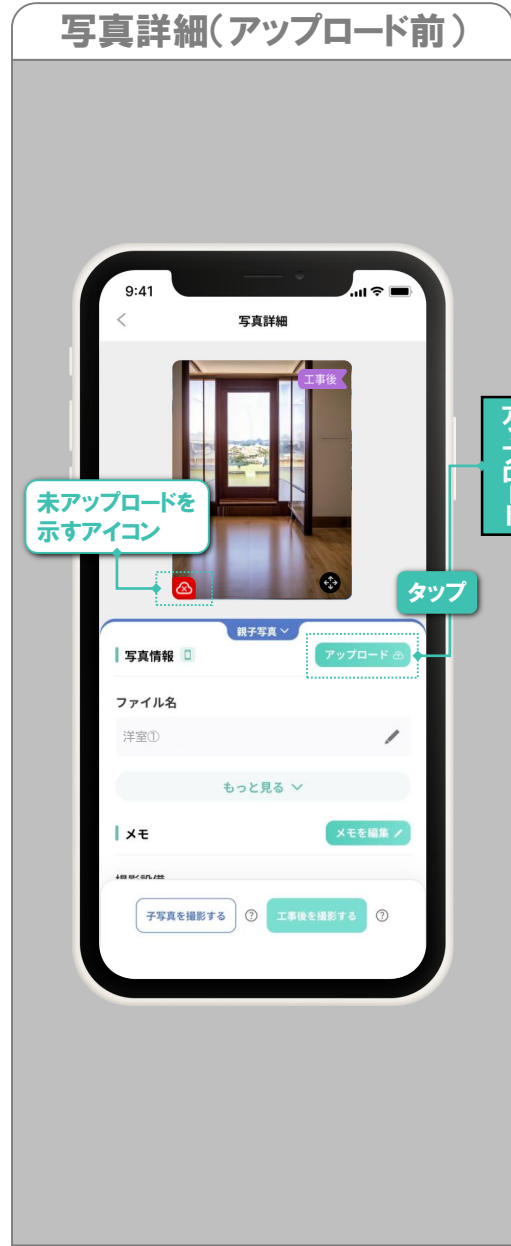 写真詳細(アップロード前)
9:41
写真詳細
工事後
未アップロードを
示すアイコン
タップ
親子写真
写真情報
アップロード
ファイル名
洋室①
もっと見る
メモ
メモを編集
子写真を撮影する
?
工事後を撮影する
?